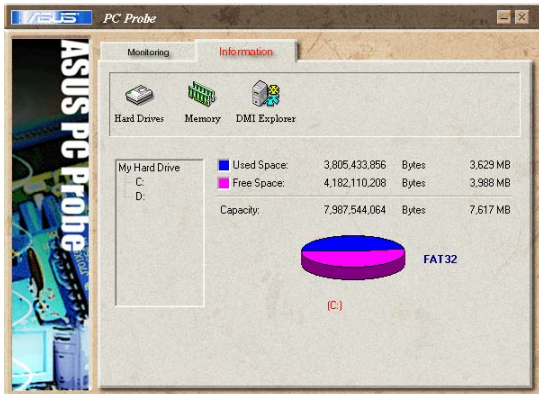 ASUS PC Probe
Monitoring Information
Hard Drives Memory DMI Explorer
ASUS PC Probe
My Hard Drive
C:
D:
Used Space: 3,805,433,856 Bytes 3,629 MB
Free Space: 4,182,110,208 Bytes 3,988 MB
Capacity: 7,987,544,064 Bytes 7,617 MB
FAT32
(C:)